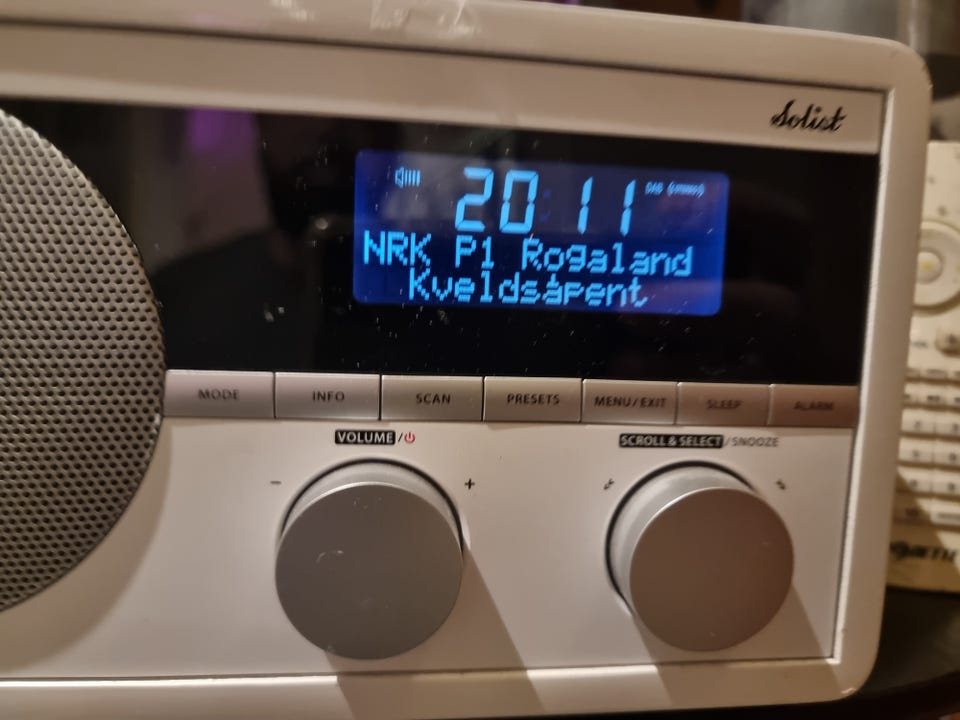 Solist
20 11
NRK P1 Rogaland
Kveldsåpent
MODE INFO SCAN PRESETS MENU/EXIT SLEEP ALARM
VOLUME/ SCROLL & SELECT/SNOOZE
- +